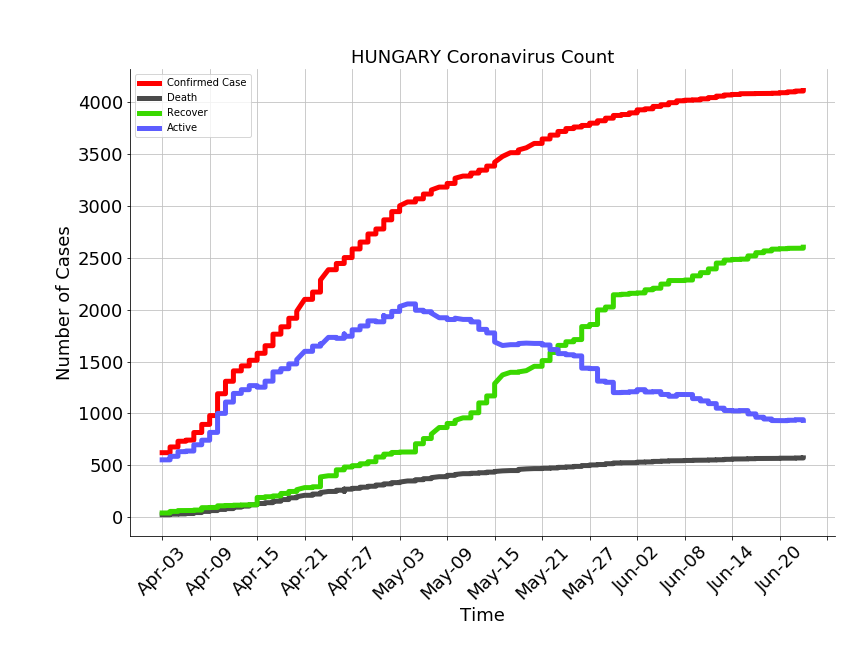 HUNGARY Coronavirus Count
Confirmed Case
Death
Recover
Active
Number of Cases
4000
3500
3000
2500
2000
1500
1000
500
0
Apr-03
Apr-09
Apr-15
Apr-21
Apr-27
May-03
May-09
May-15
May-21
May-27
Jun-02
Jun-08
Jun-14
Jun-20
Time